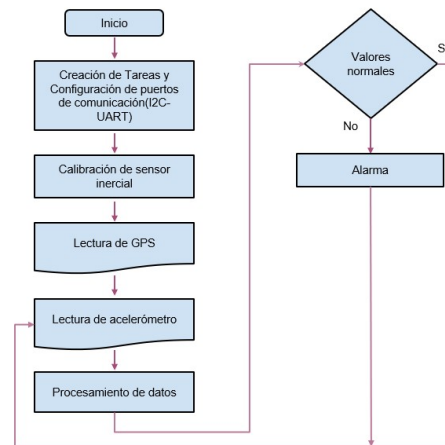 Inicio
Creación de Tareas y
Configuración de puertos
de comunicación(I2C-
UART)
Calibración de sensor
inercial
Lectura de GPS
Lectura de acelerómetro
Procesamiento de datos
Valores
normales
S
No
Alarma